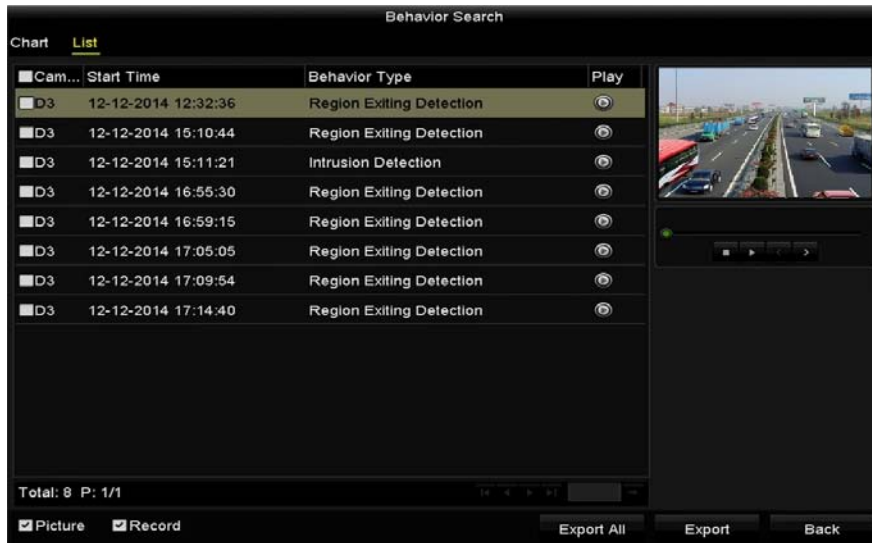 Behavior Search
Chart List
Cam... Start Time Behavior Type Play
D3 12-12-2014 12:32:36 Region Exiting Detection
D3 12-12-2014 15:10:44 Region Exiting Detection
D3 12-12-2014 15:11:21 Intrusion Detection
D3 12-12-2014 16:55:30 Region Exiting Detection
D3 12-12-2014 16:59:15 Region Exiting Detection
D3 12-12-2014 17:05:05 Region Exiting Detection
D3 12-12-2014 17:09:54 Region Exiting Detection
D3 12-12-2014 17:14:40 Region Exiting Detection
Total: 8 P: 1/1
Picture Record Export All Export Back